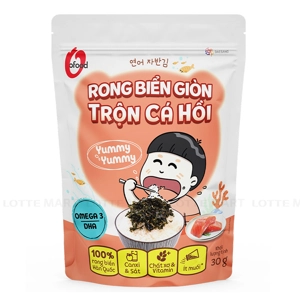 Ofood
연어 자반김
RONG BIỂN GIÒN
TRỘN CÁ HỒI
Yummy
Yummy
OMEGA 3
DHA
100%
rong biển
Hàn Quốc
Canxi
& Sắt
Chất xơ &
Vitamin
ít muối
30g
LOTTE MART